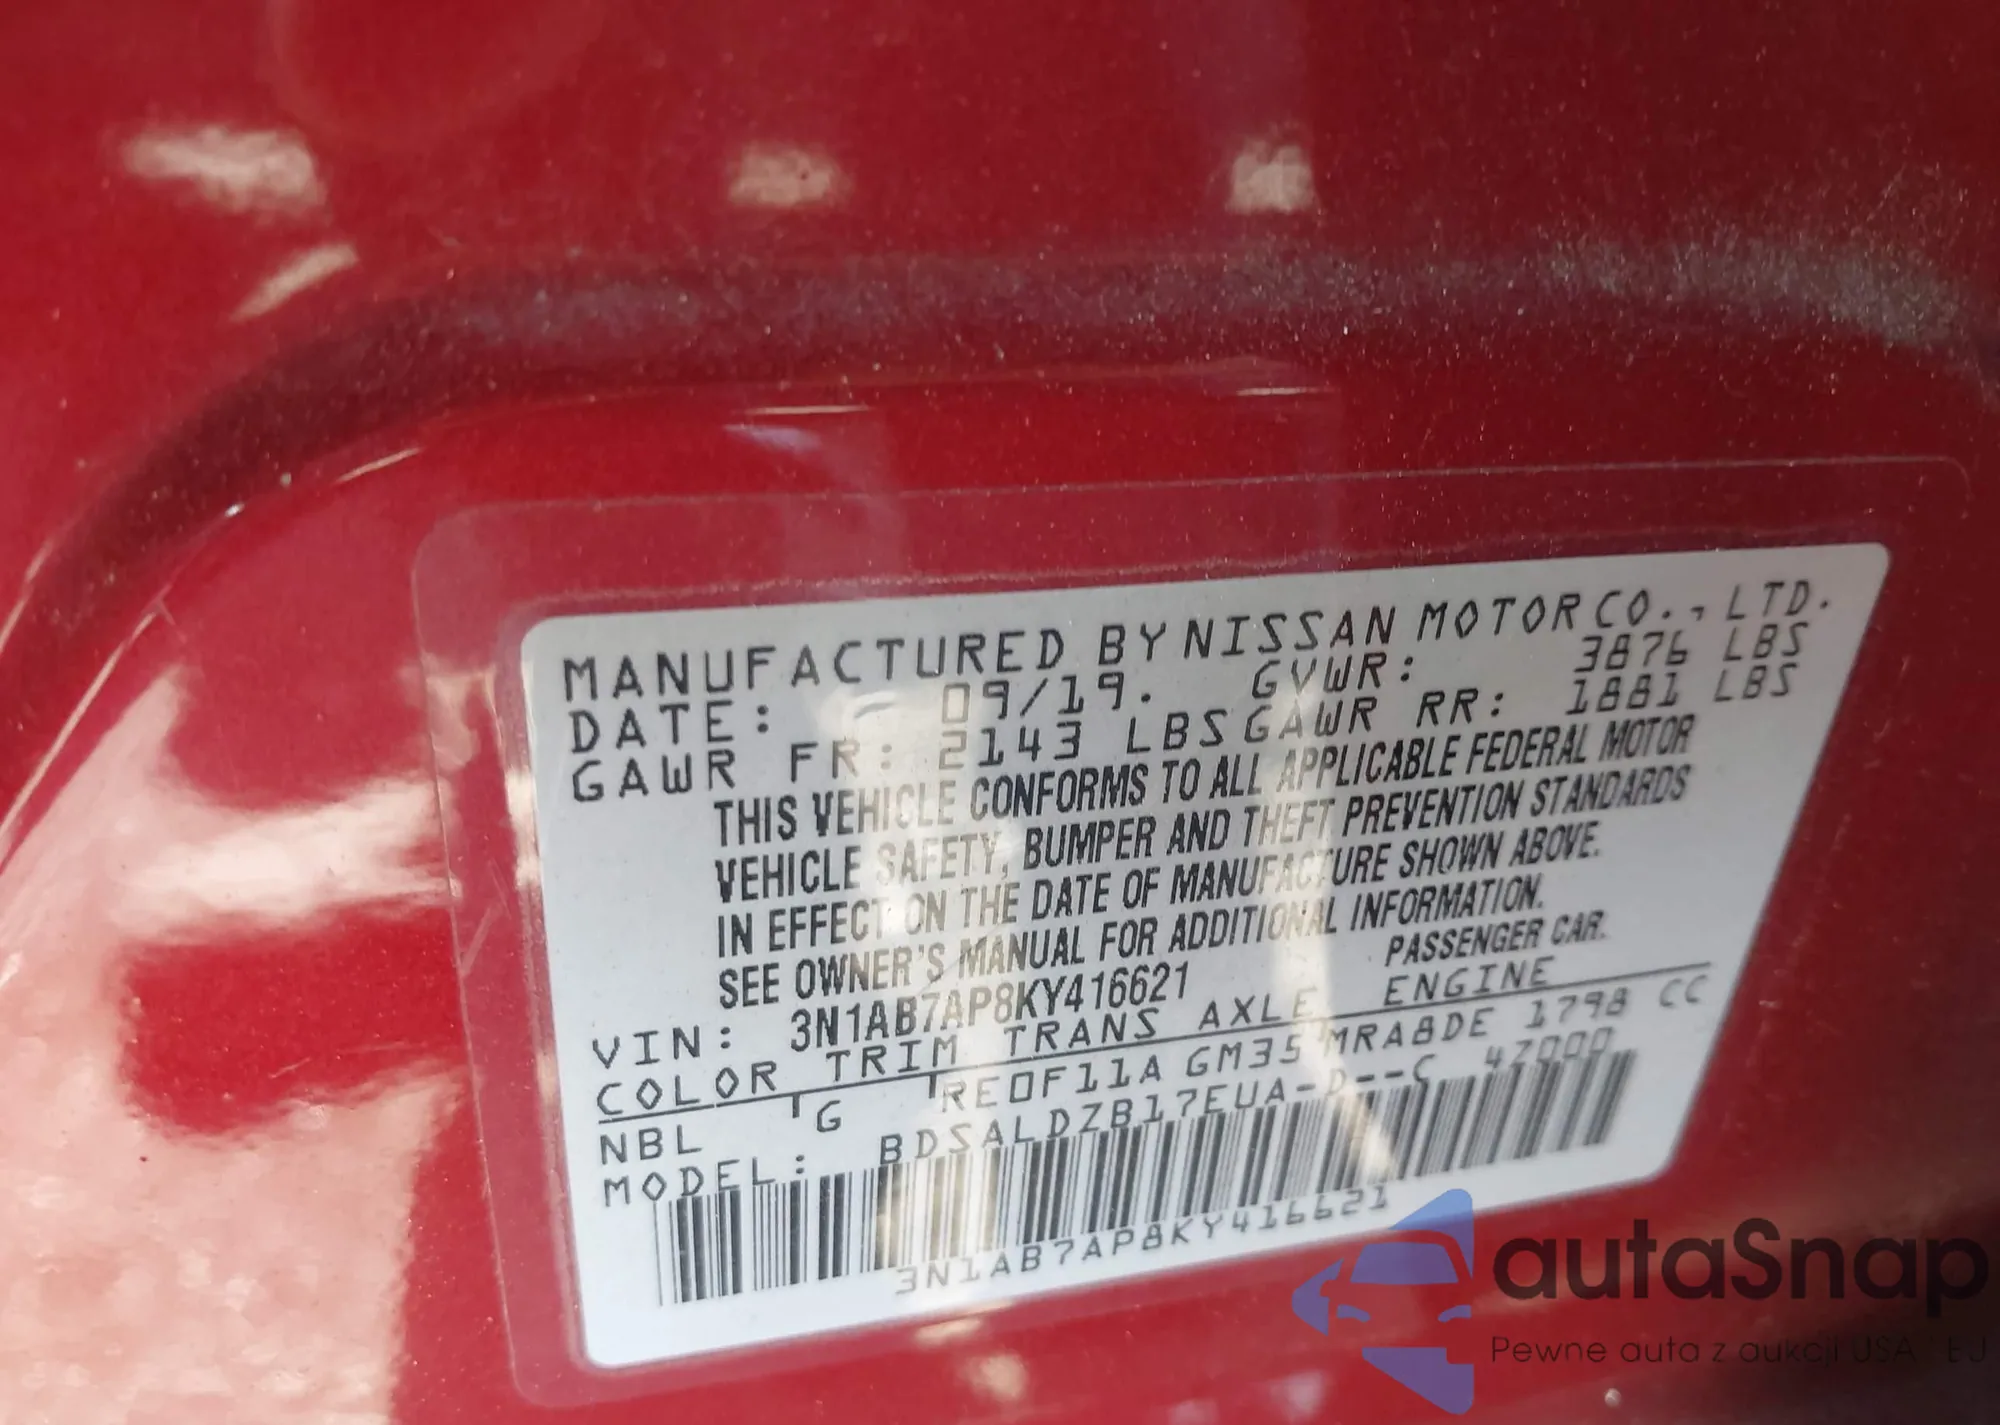 MANUFACTURED BY NISSAN MOTOR CO., LTD.
DATE: 09/19. GVWR: 3876 LBS
GAWR FR: 2143 LBS GAWR RR: 1881 LBS
THIS VEHICLE CONFORMS TO ALL APPLICABLE FEDERAL MOTOR
VEHICLE SAFETY, BUMPER AND THEFT PREVENTION STANDARDS
IN EFFECT ON THE DATE OF MANUFACTURE SHOWN ABOVE.
SEE OWNER'S MANUAL FOR ADDITIONAL INFORMATION.
VIN: 3N1AB7AP8KY416621 PASSENGER CAR.
COLOR TRIM TRANS AXLE ENGINE
NBL G RE0F11A GM35 MRA8DE 1798 CC
MODEL: BDSALDZB17EUA-D--C 47000
3N1AB7AP8KY416621
autaSnap
Pewne auta z aukcji USA EJ